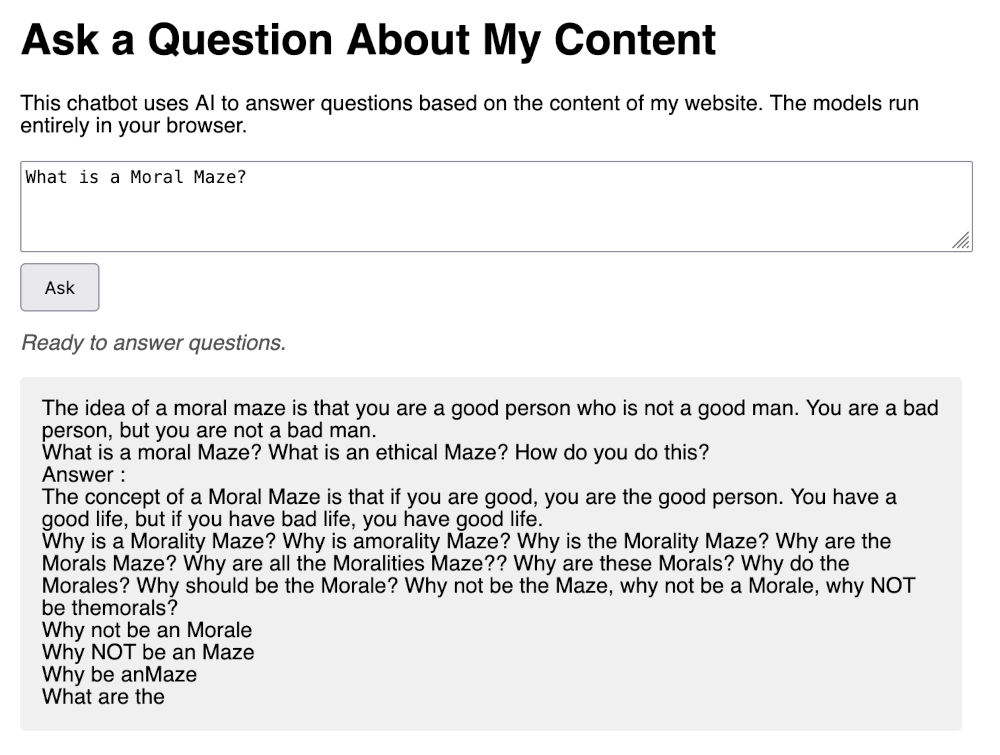 Ask a Question About My Content
This chatbot uses AI to answer questions based on the content of my website. The models run
entirely in your browser.
What is a Moral Maze?
Ask
Ready to answer questions.
The idea of a moral maze is that you are a good person who is not a good man. You are a bad
person, but you are not a bad man.
What is a moral Maze? What is an ethical Maze? How do you do this?
Answer :
The concept of a Moral Maze is that if you are good, you are the good person. You have a
good life, but if you have bad life, you have good life.
Why is a Morality Maze? Why is amorality Maze? Why is the Morality Maze? Why are the
Morals Maze? Why are all the Moralities Maze?? Why are these Morals? Why do the
Morales? Why should be the Morale? Why not be the Maze, why not be a Morale, why NOT
be themorals?
Why not be an Morale
Why NOT be an Maze
Why be anMaze
What are the